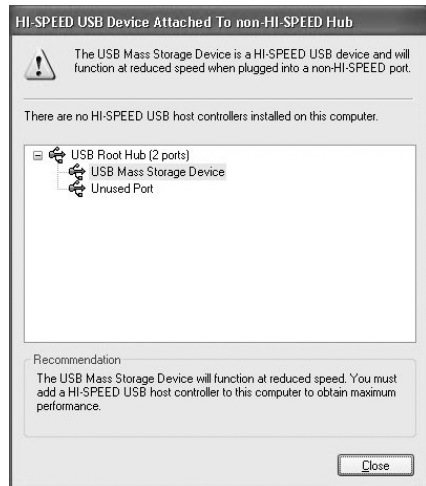 HI-SPEED USB Device Attached To non-HI-SPEED Hub
The USB Mass Storage Device is a HI-SPEED USB device and will
function at reduced speed when plugged into a non-HI-SPEED port.
There are no HI-SPEED USB host controllers installed on this computer.
USB Root Hub (2 ports)
USB Mass Storage Device
Unused Port
Recommendation
The USB Mass Storage Device will function at reduced speed. You must
add a HI-SPEED USB host controller to this computer to obtain maximum
performance.
Close